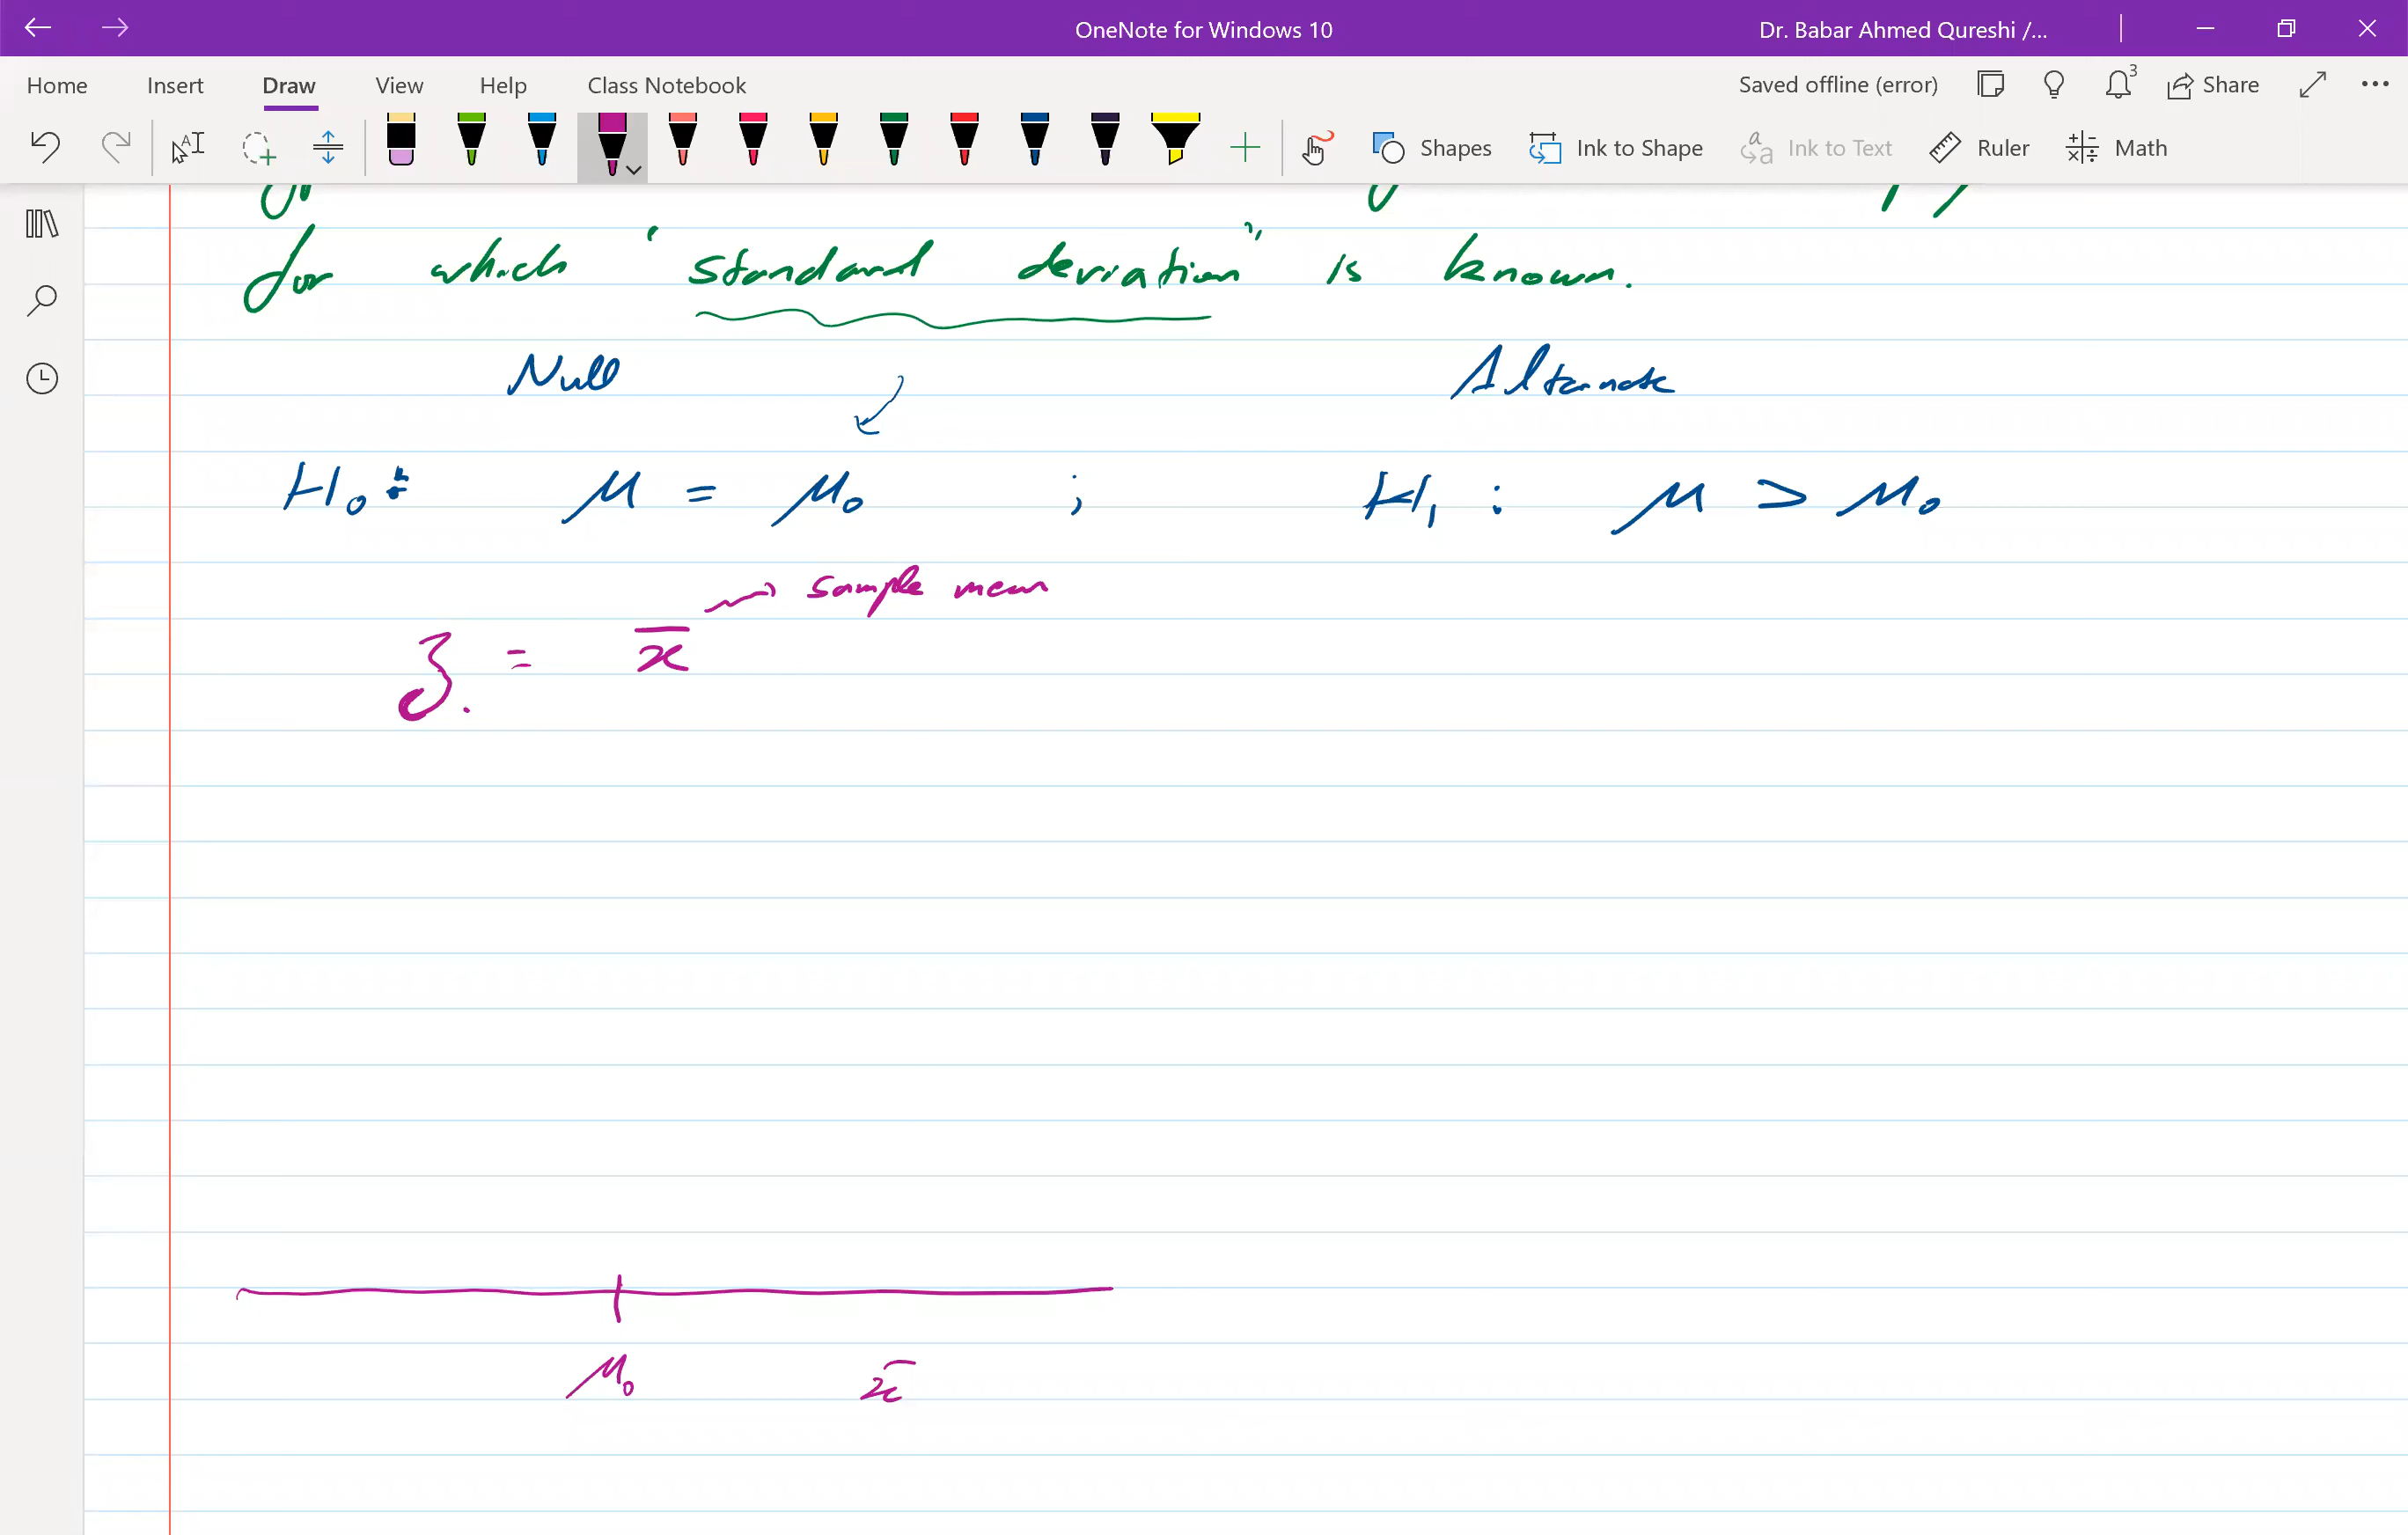 OneNote for Windows 10
Dr. Babar Ahmed Qureshi /...
Home Insert Draw View Help Class Notebook
Saved offline (error) 3 Share
Shapes Ink to Shape Ink to Text Ruler Math
for which "standard deviation" is known.
Null Alternate
H₀ : μ = μ₀ ; H₁ : μ > μ₀
sample mean
z = x̄
μ₀ x̄